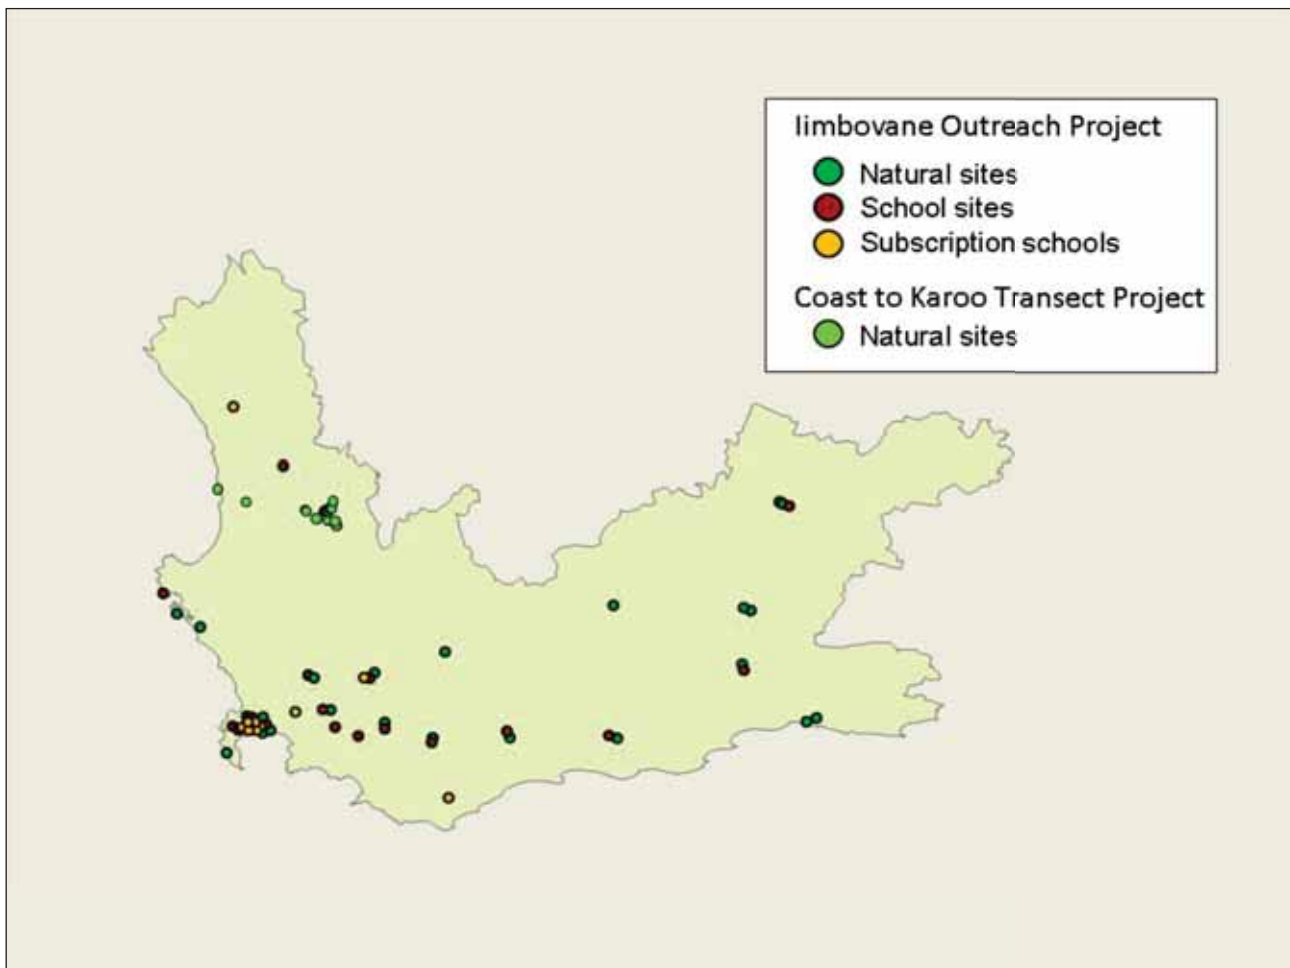 Iimbovane Outreach Project
Natural sites
School sites
Subscription schools
Coast to Karoo Transect Project
Natural sites